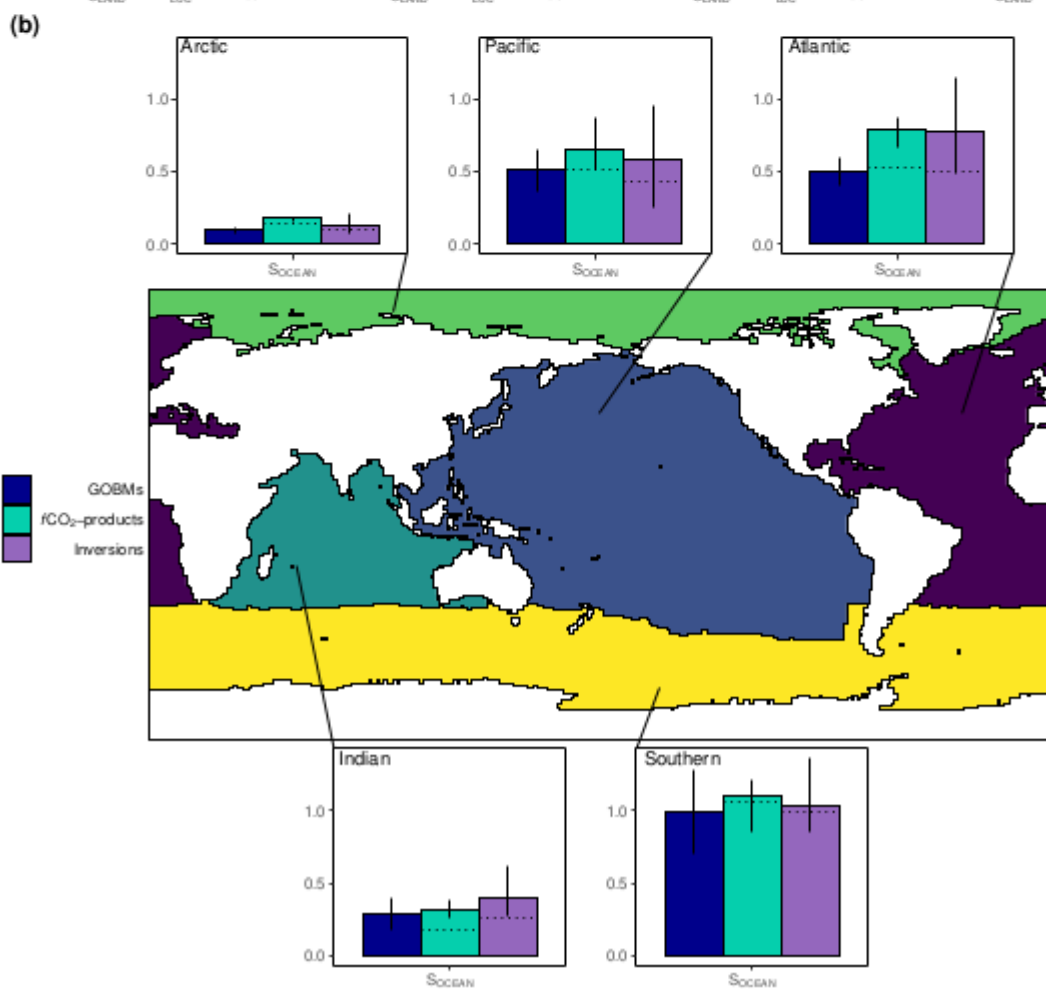 (b)
Arctic
Pacific
Atlantic
1.0
0.5
0.0
1.0
0.5
0.0
1.0
0.5
0.0
SOCEAN
SOCEAN
SOCEAN
GOBMs
fCO₂–products
Inversions
Indian
Southern
1.0
0.5
0.0
1.0
0.5
0.0
SOCEAN
SOCEAN